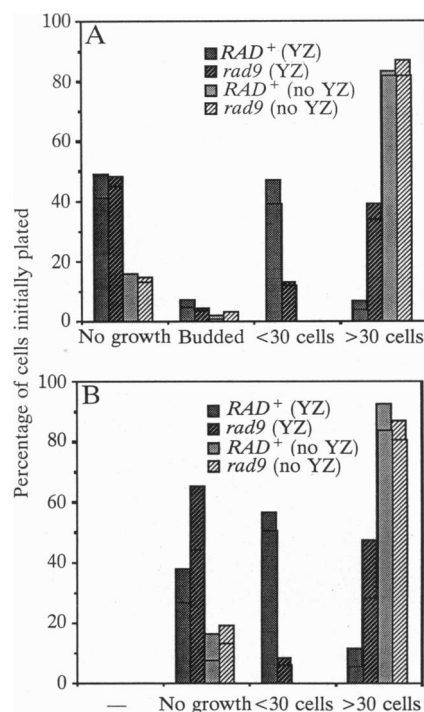 Percentage of cells initially plated
A
100
80
60
40
20
0
RAD+ (YZ)
rad9 (YZ)
RAD+ (no YZ)
rad9 (no YZ)
No growth Budded <30 cells >30 cells
B
100
80
60
40
20
0
RAD+ (YZ)
rad9 (YZ)
RAD+ (no YZ)
rad9 (no YZ)
— No growth <30 cells >30 cells